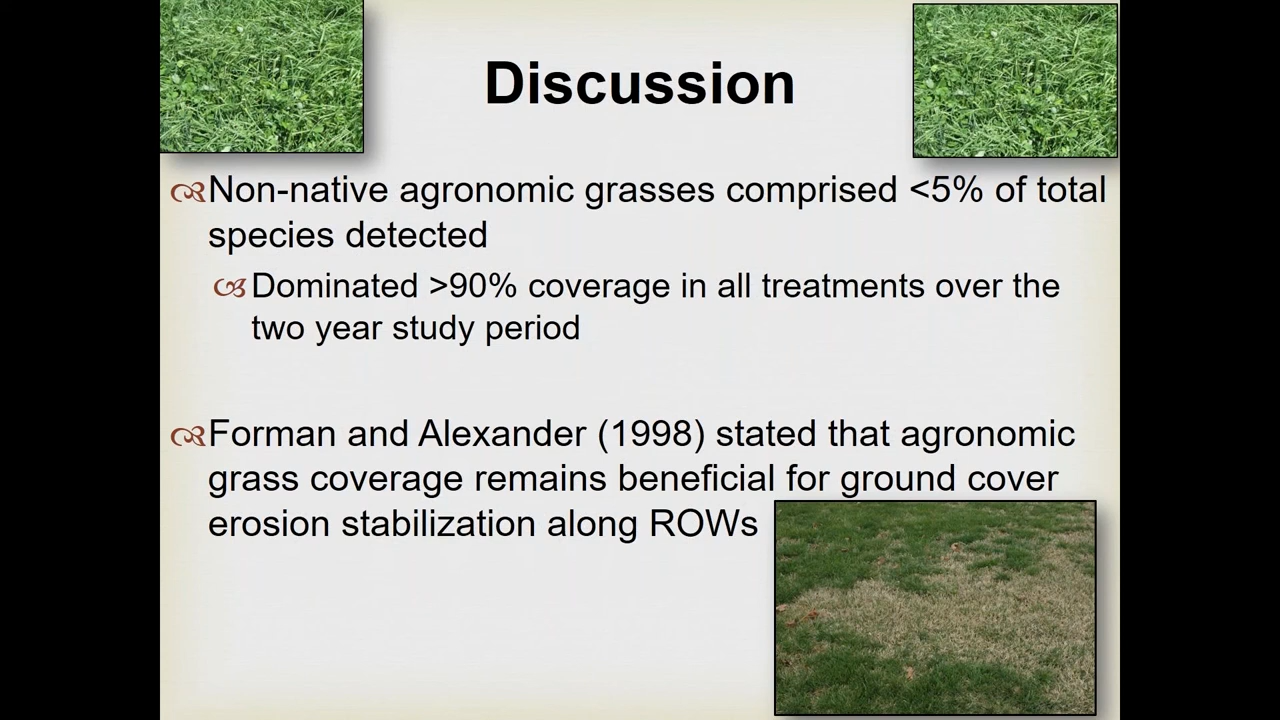 Discussion
Non-native agronomic grasses comprised <5% of total
species detected
Dominated >90% coverage in all treatments over the
two year study period
Forman and Alexander (1998) stated that agronomic
grass coverage remains beneficial for ground cover
erosion stabilization along ROWs